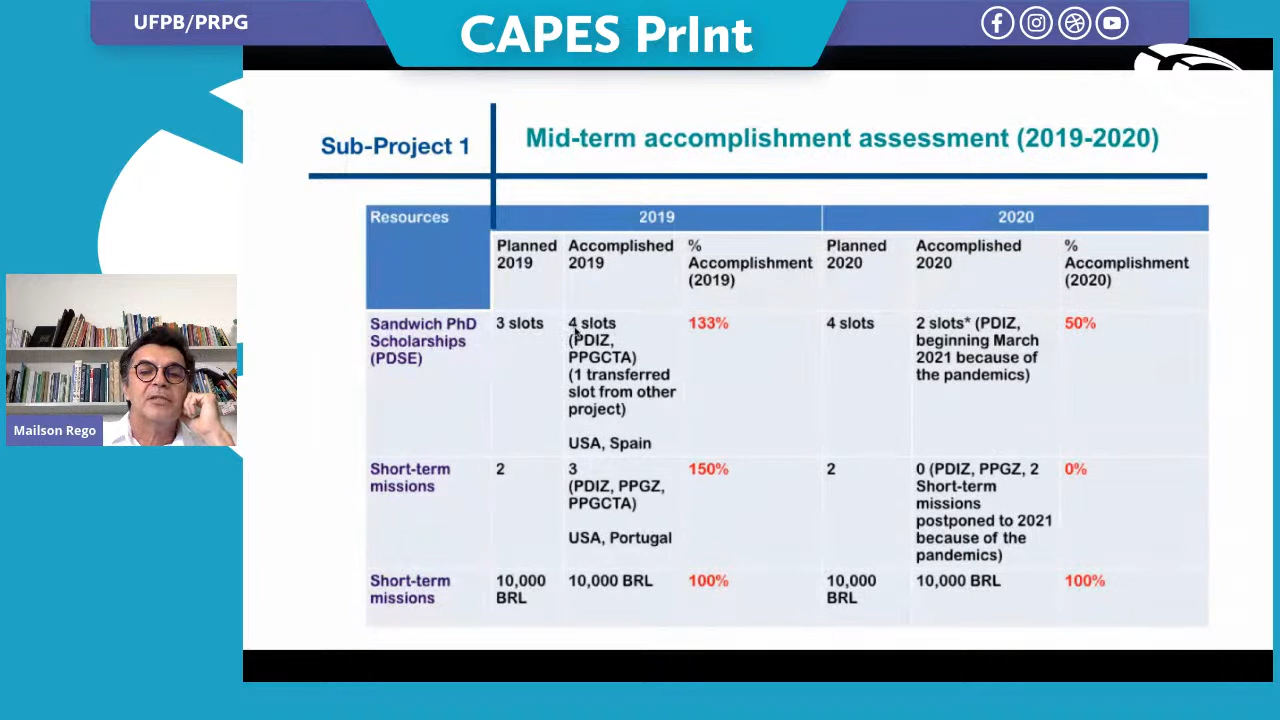 UFPB/PRPG
CAPES PrInt
Sub-Project 1
Mid-term accomplishment assessment (2019-2020)
Resources
2019
2020
Planned 2019
Accomplished 2019
% Accomplishment (2019)
Planned 2020
Accomplished 2020
% Accomplishment (2020)
Sandwich PhD
Scholarships
(PDSE)
3 slots
4 slots
(PDIZ,
PPGCTA)
(1 transferred
slot from other
project)
USA, Spain
133%
4 slots
2 slots* (PDIZ,
beginning March
2021 because of
the pandemics)
50%
Short-term
missions
2
3
(PDIZ, PPGZ,
PPGCTA)
USA, Portugal
150%
2
0 (PDIZ, PPGZ, 2
Short-term
missions
postponed to 2021
because of the
pandemics)
0%
Short-term
missions
10,000
BRL
10,000 BRL
100%
10,000
BRL
10,000 BRL
100%
Mailson Rego